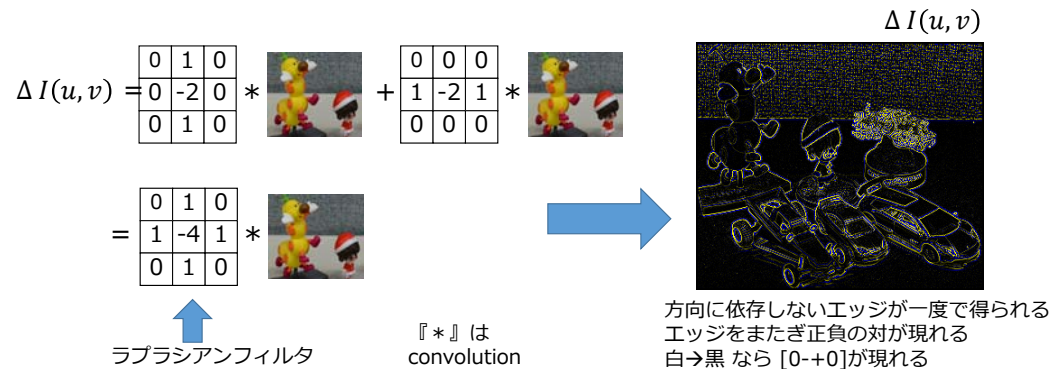 Δ I(u, v)
0 1 0
0 0 0
Δ I(u, v) = 0 -2 0 * + 1 -2 1 *
0 1 0
0 0 0
0 1 0
= 1 -4 1 *
0 1 0
ラプラシアンフィルタ
『*』は
convolution
方向に依存しないエッジが一度で得られる
エッジをまたぎ正負の対が現れる
白→黒 なら [0-+0]が現れる